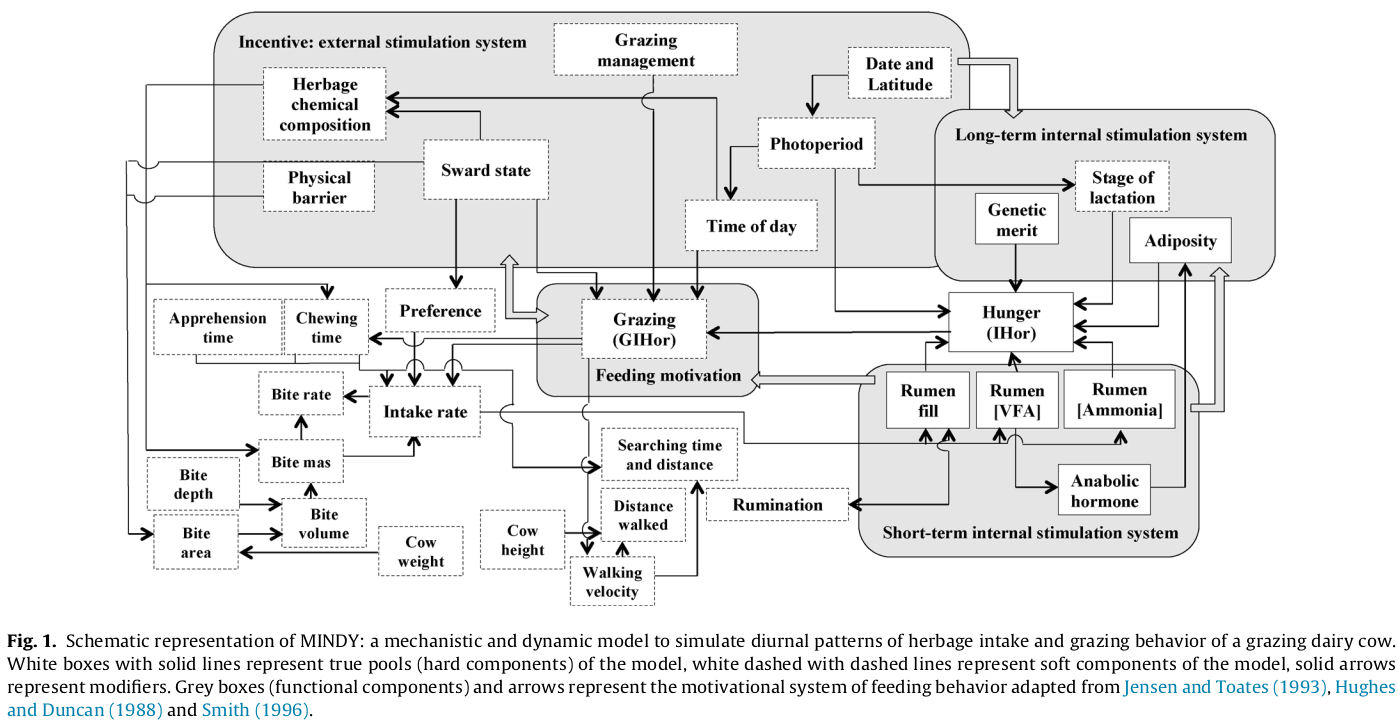 Incentive: external stimulation system
Grazing
management
Date and
Latitude
Herbage
chemical
composition
Photoperiod
Long-term internal stimulation system
Sward state
Physical
barrier
Stage of
lactation
Genetic
merit
Time of day
Adiposity
Apprehension
time
Chewing
time
Preference
Grazing
(GIHor)
Hunger
(IHor)
Feeding motivation
Bite rate
Intake rate
Rumen
fill
Rumen
[VFA]
Rumen
[Ammonia]
Searching time
and distance
Bite mas
Bite
depth
Bite
volume
Bite
area
Cow
weight
Cow
height
Distance
walked
Rumination
Anabolic
hormone
Walking
velocity
Short-term internal stimulation system
Fig. 1. Schematic representation of MINDY: a mechanistic and dynamic model to simulate diurnal patterns of herbage intake and grazing behavior of a grazing dairy cow.
White boxes with solid lines represent true pools (hard components) of the model, white dashed with dashed lines represent soft components of the model, solid arrows
represent modifiers. Grey boxes (functional components) and arrows represent the motivational system of feeding behavior adapted from Jensen and Toates (1993), Hughes
and Duncan (1988) and Smith (1996).